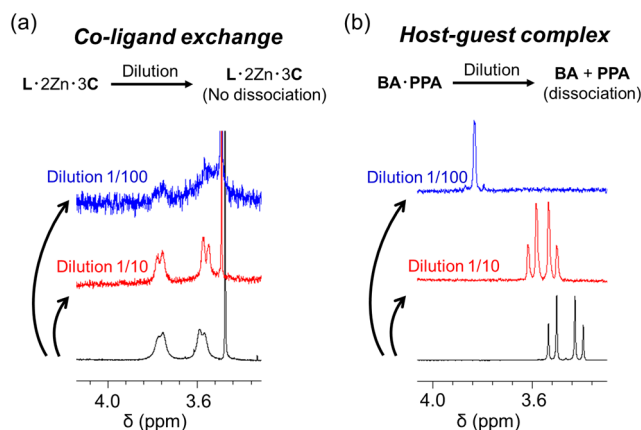 (a)
Co-ligand exchange
L·2Zn·3C
Dilution
L·2Zn·3C
(No dissociation)
Dilution 1/100
Dilution 1/10
4.0
3.6
δ (ppm)
(b)
Host-guest complex
BA·PPA
Dilution
BA + PPA
(dissociation)
Dilution 1/100
Dilution 1/10
4.0
3.6
δ (ppm)